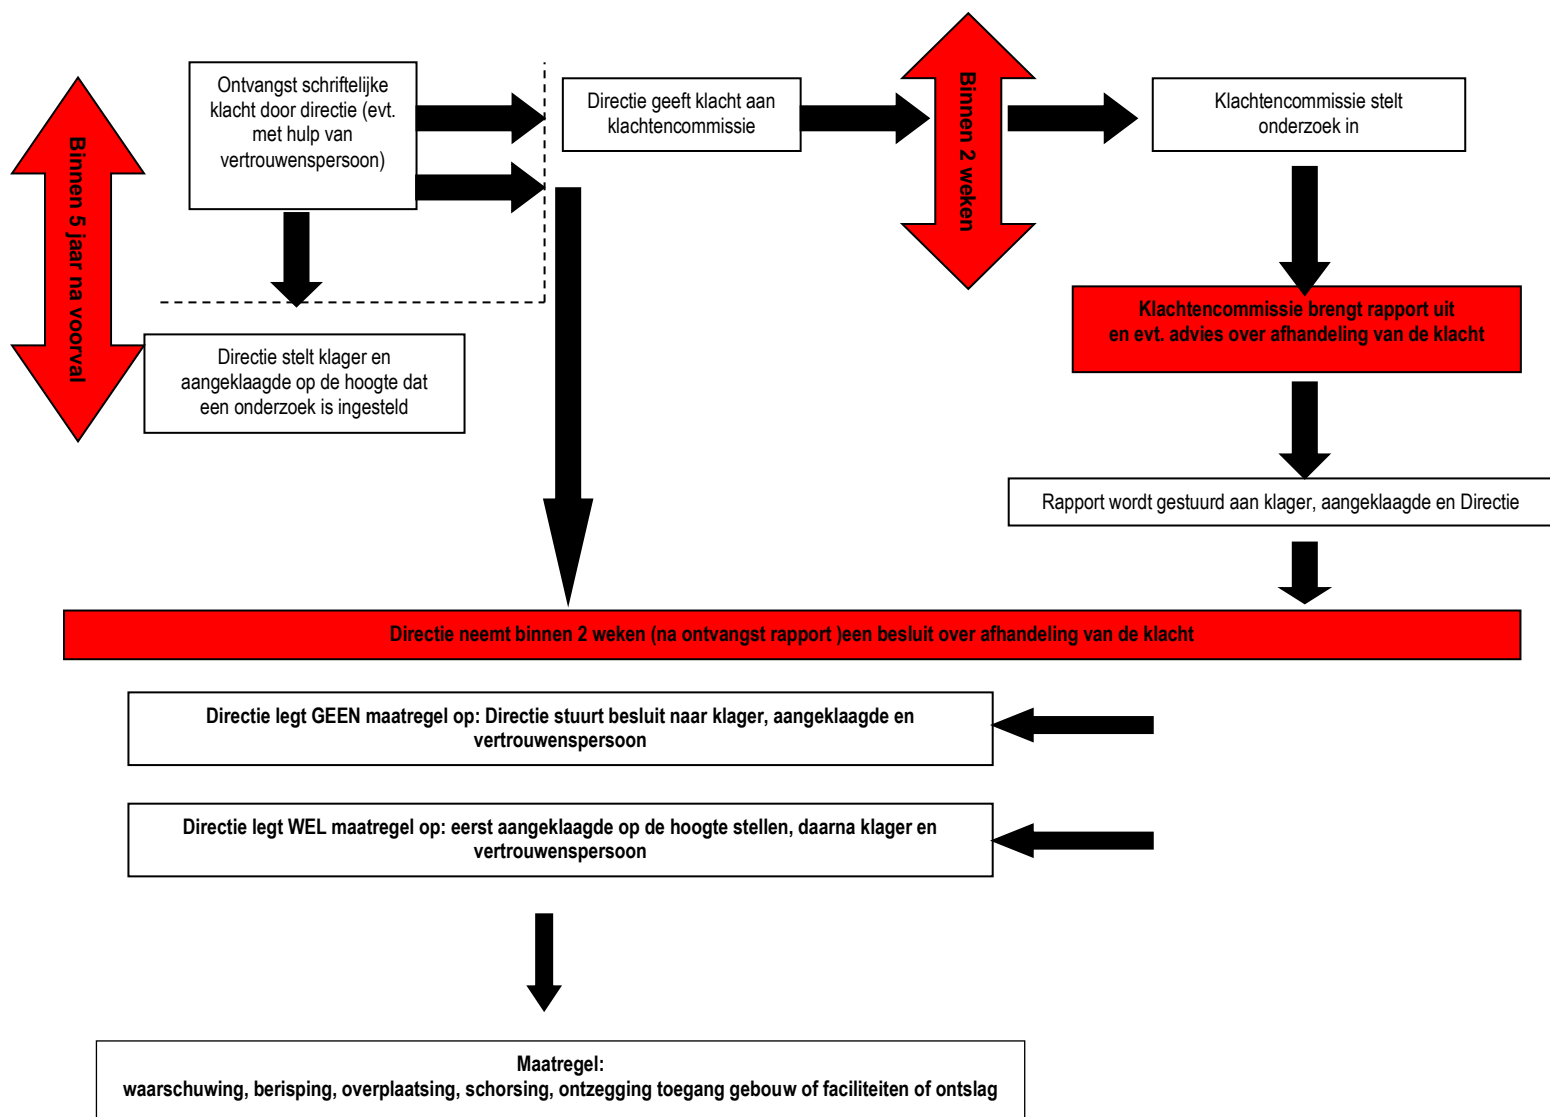 Binnen 5 jaar na voorval
Ontvangst schriftelijke
klacht door directie (evt.
met hulp van
vertrouwenspersoon)
Directie geeft klacht aan
klachtencommissie
Binnen 2 weken
Klachtencommissie stelt
onderzoek in
Directie stelt klager en
aangeklaagde op de hoogte dat
een onderzoek is ingesteld
Klachtencommissie brengt rapport uit
en evt. advies over afhandeling van de klacht
Rapport wordt gestuurd aan klager, aangeklaagde en Directie
Directie neemt binnen 2 weken (na ontvangst rapport )een besluit over afhandeling van de klacht
Directie legt GEEN maatregel op: Directie stuurt besluit naar klager, aangeklaagde en
vertrouwenspersoon
Directie legt WEL maatregel op: eerst aangeklaagde op de hoogte stellen, daarna klager en
vertrouwenspersoon
Maatregel:
waarschuwing, berisping, overplaatsing, schorsing, ontzegging toegang gebouw of faciliteiten of ontslag